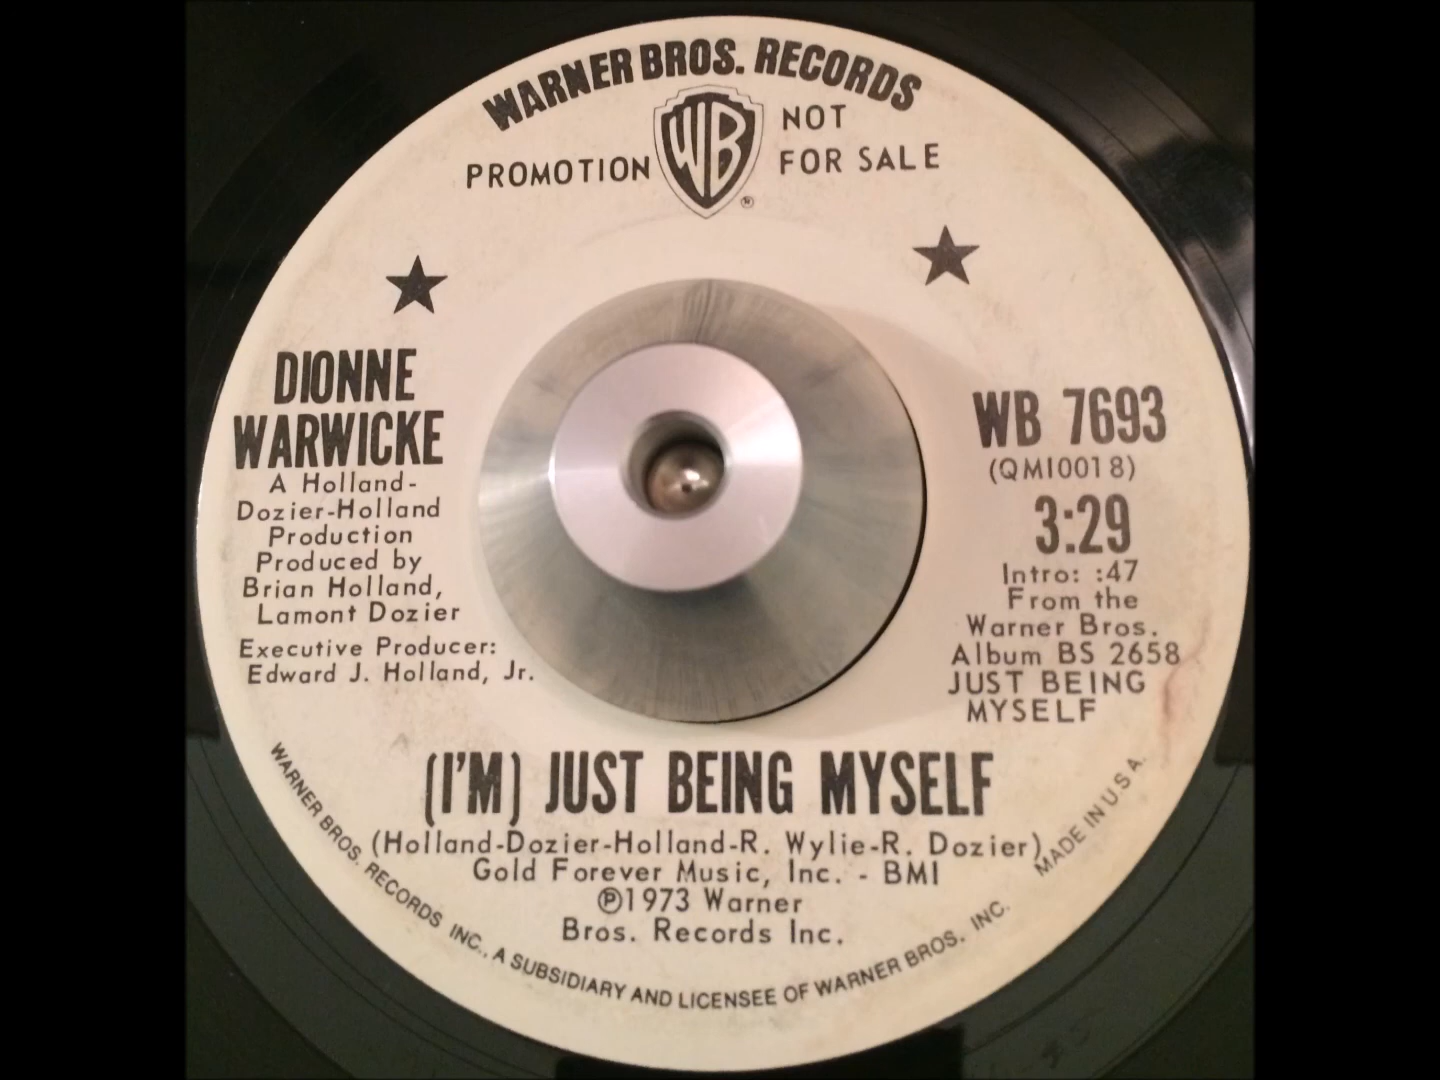 WARNER BROS. RECORDS
WB
®
PROMOTION
NOT
FOR SALE
DIONNE
WARWICKE
A Holland-
Dozier-Holland
Production
Produced by
Brian Holland,
Lamont Dozier
Executive Producer:
Edward J. Holland, Jr.
WB 7693
(QMI0018)
3:29
Intro: :47
From the
Warner Bros.
Album BS 2658
JUST BEING
MYSELF
(I'M) JUST BEING MYSELF
(Holland-Dozier-Holland-R. Wylie-R. Dozier)
Gold Forever Music, Inc. - BMI
℗1973 Warner
Bros. Records Inc.
WARNER BROS. RECORDS INC., A SUBSIDIARY AND LICENSEE OF WARNER BROS. INC.
MADE IN U.S.A.